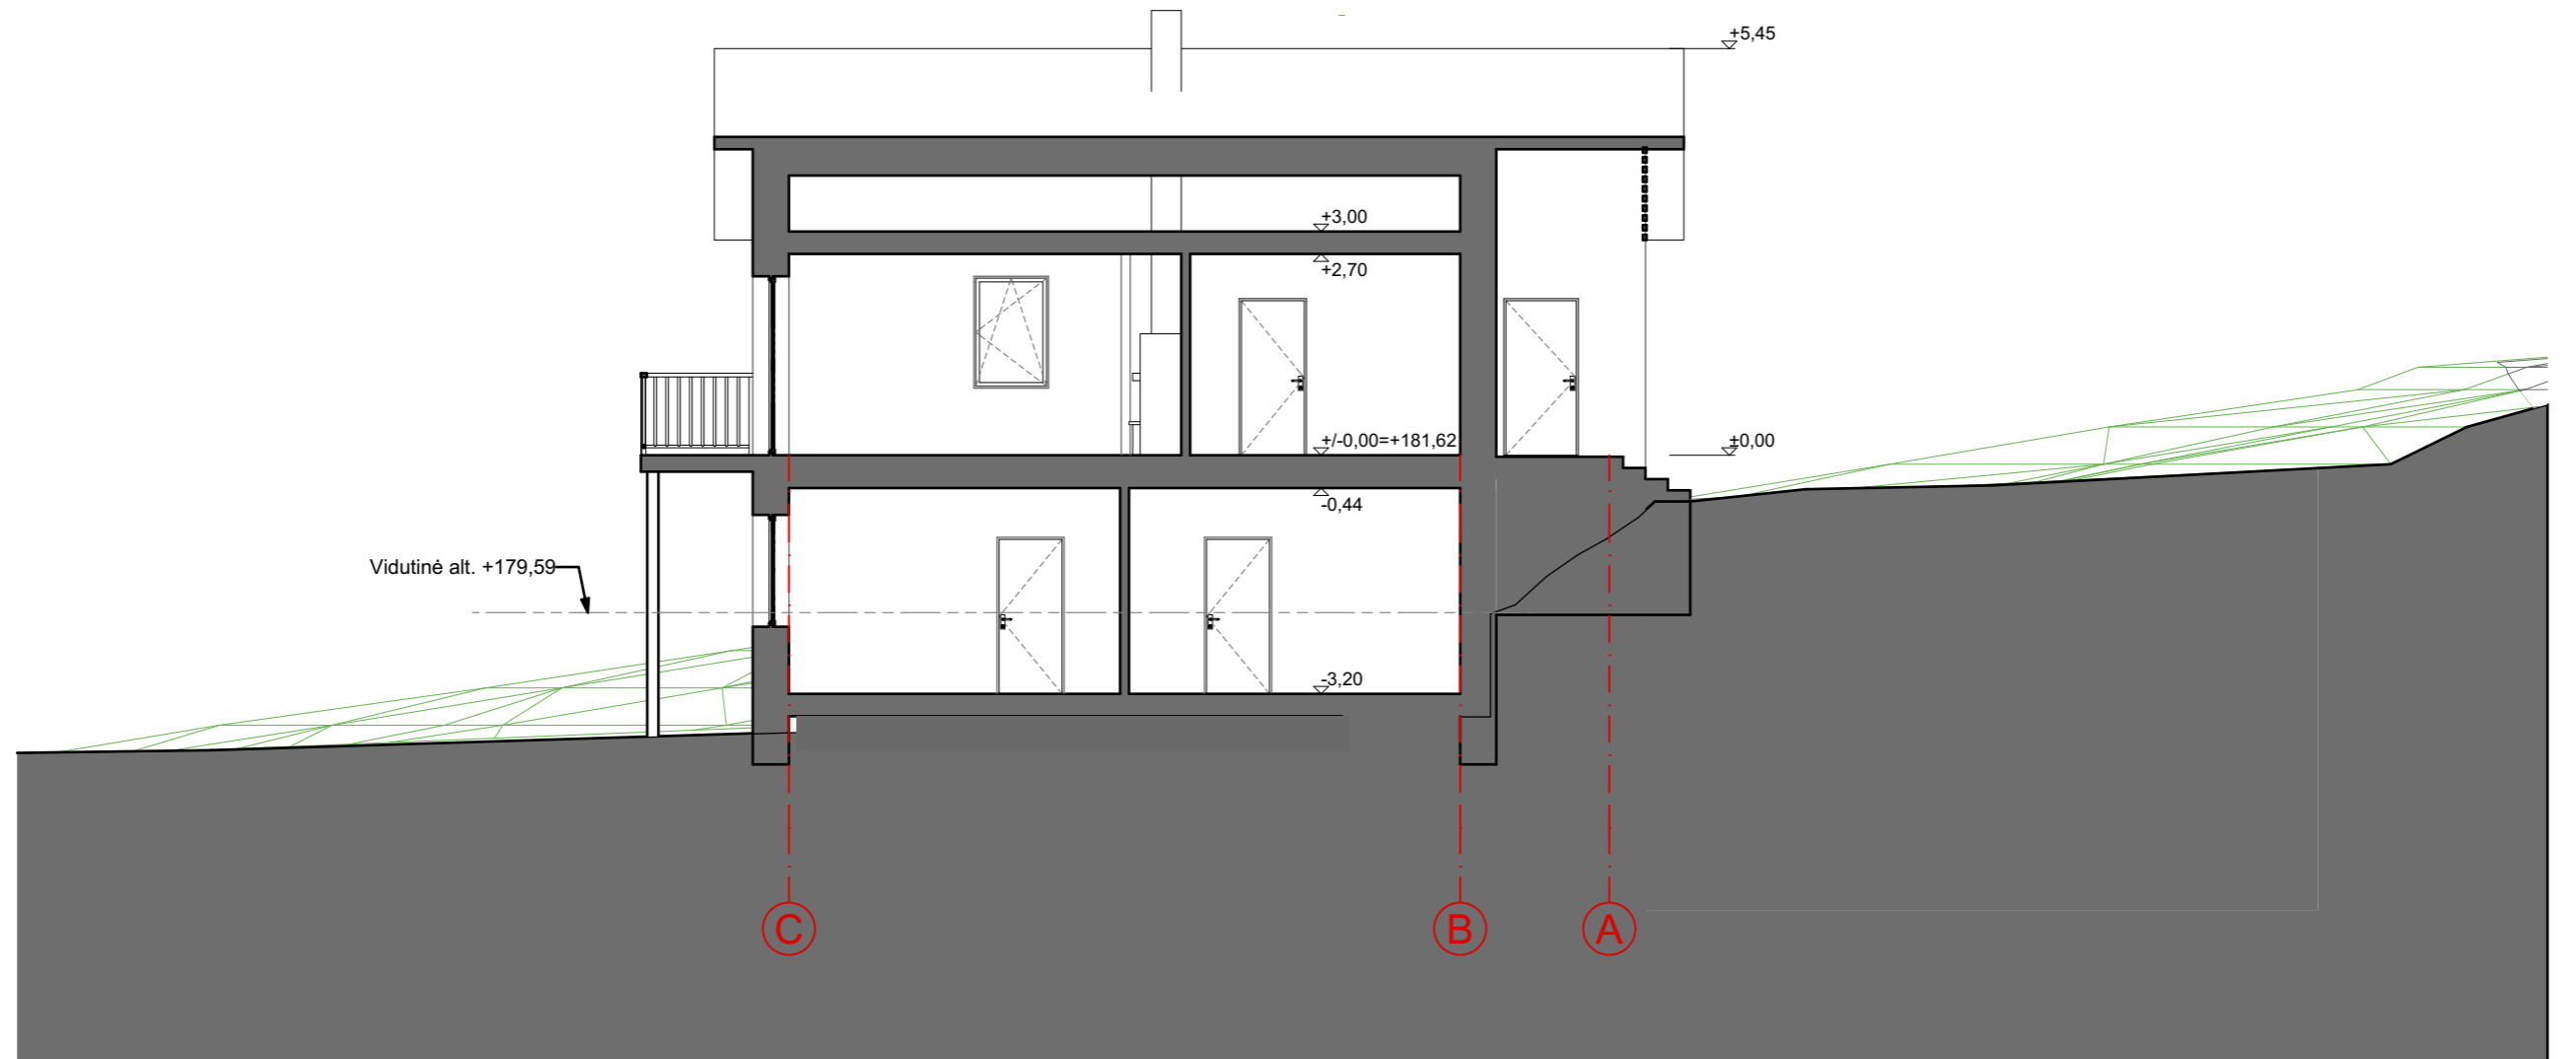 +5,45
+3,00
+2,70
+/-0,00=+181,62
±0,00
-0,44
Vidutinė alt. +179,59
-3,20
C
B
A